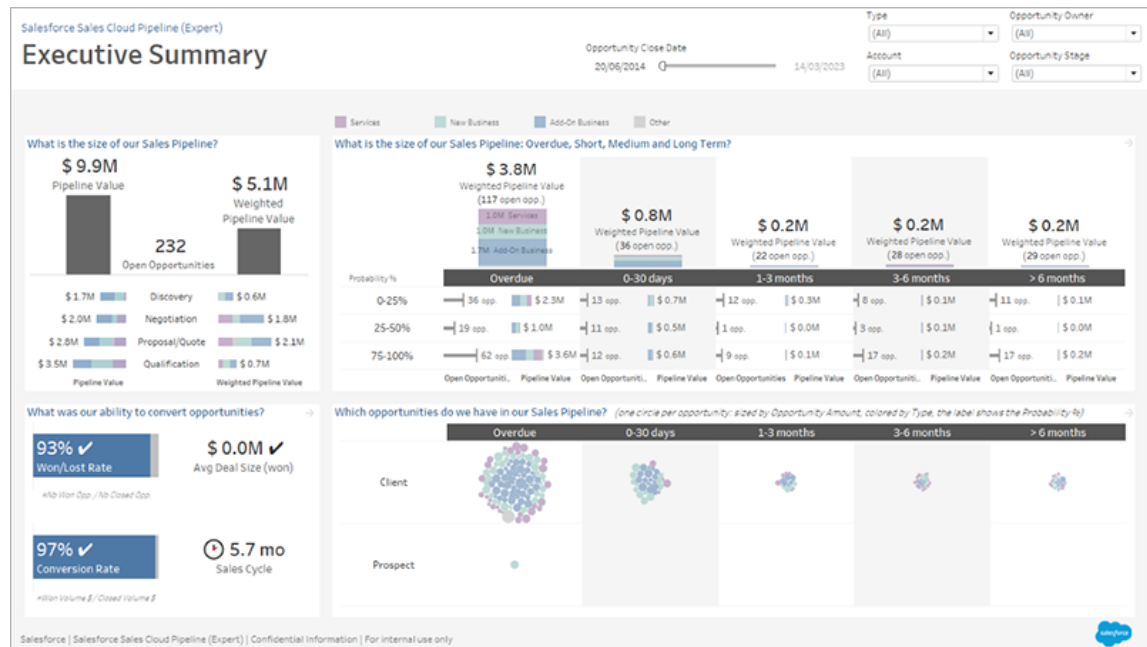 Salesforce Sales Cloud Pipeline (Expert)
Executive Summary
Opportunity Close Date
20/06/2014
14/03/2023
Type
(All)
Opportunity Owner
(All)
Account
(All)
Opportunity Stage
(All)
Services
New Business
Add-On Business
Other
What is the size of our Sales Pipeline?
$ 9.9M
Pipeline Value
232
Open Opportunities
$ 5.1M
Weighted
Pipeline Value
$ 1.7M Discovery $ 0.6M
$ 2.0M Negotiation $ 1.8M
$ 2.8M Proposal/Quote $ 2.1M
$ 3.5M Qualification $ 0.7M
Pipeline Value Weighted Pipeline Value
What is the size of our Sales Pipeline: Overdue, Short, Medium and Long Term?
$ 3.8M
Weighted Pipeline Value
(117 open opp.)
1.0M Services
1.0M New Business
1.7M Add-On Business
$ 0.8M
Weighted Pipeline Value
(36 open opp.)
$ 0.2M
Weighted Pipeline Value
(22 open opp.)
$ 0.2M
Weighted Pipeline Value
(28 open opp.)
$ 0.2M
Weighted Pipeline Value
(29 open opp.)
Probability % Overdue 0-30 days 1-3 months 3-6 months > 6 months
0-25% 36 opp. $ 2.3M 13 opp. $ 0.7M 12 opp. $ 0.3M 8 opp. $ 0.1M 11 opp. $ 0.1M
25-50% 19 opp. $ 1.0M 11 opp. $ 0.5M 1 opp. $ 0.0M 3 opp. $ 0.1M 1 opp. $ 0.0M
75-100% 62 opp. $ 3.6M 12 opp. $ 0.6M 9 opp. $ 0.1M 17 opp. $ 0.2M 17 opp. $ 0.2M
Open Opportuniti.. Pipeline Value Open Opportuniti.. Pipeline Value Open Opportunities Pipeline Value Open Opportuniti.. Pipeline Value Open Opportuniti.. Pipeline Value
What was our ability to convert opportunities?
93% ✔
Won/Lost Rate
$ 0.0M ✔
Avg Deal Size (won)
=Nb Won Opp. / Nb Closed Opp.
97% ✔
Conversion Rate
5.7 mo
Sales Cycle
=Won Volume $ / Closed Volume $
Which opportunities do we have in our Sales Pipeline? (one circle per opportunity: sized by Opportunity Amount, colored by Type, the label shows the Probability %)
Overdue 0-30 days 1-3 months 3-6 months > 6 months
Client
Prospect
Salesforce | Salesforce Sales Cloud Pipeline (Expert) | Confidential Information | For internal use only
salesforce